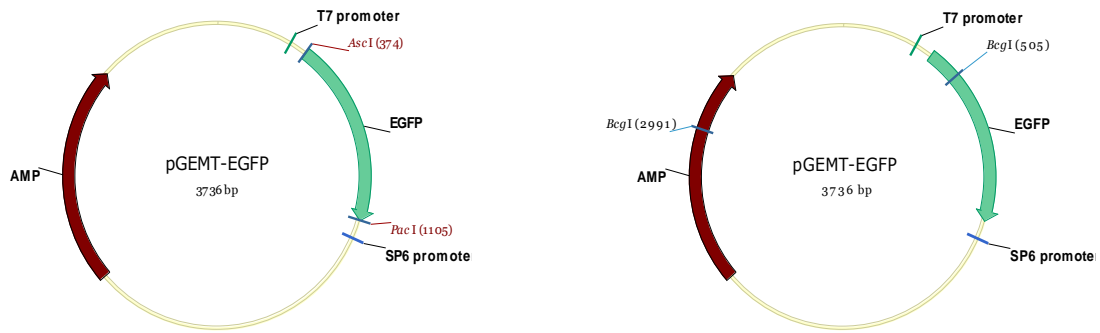 T7 promoter
AscI (374)
EGFP
AMP
pGEMT-EGFP
3736 bp
PacI (1105)
SP6 promoter
T7 promoter
BcgI (505)
BcgI (2991)
EGFP
AMP
pGEMT-EGFP
3736 bp
SP6 promoter